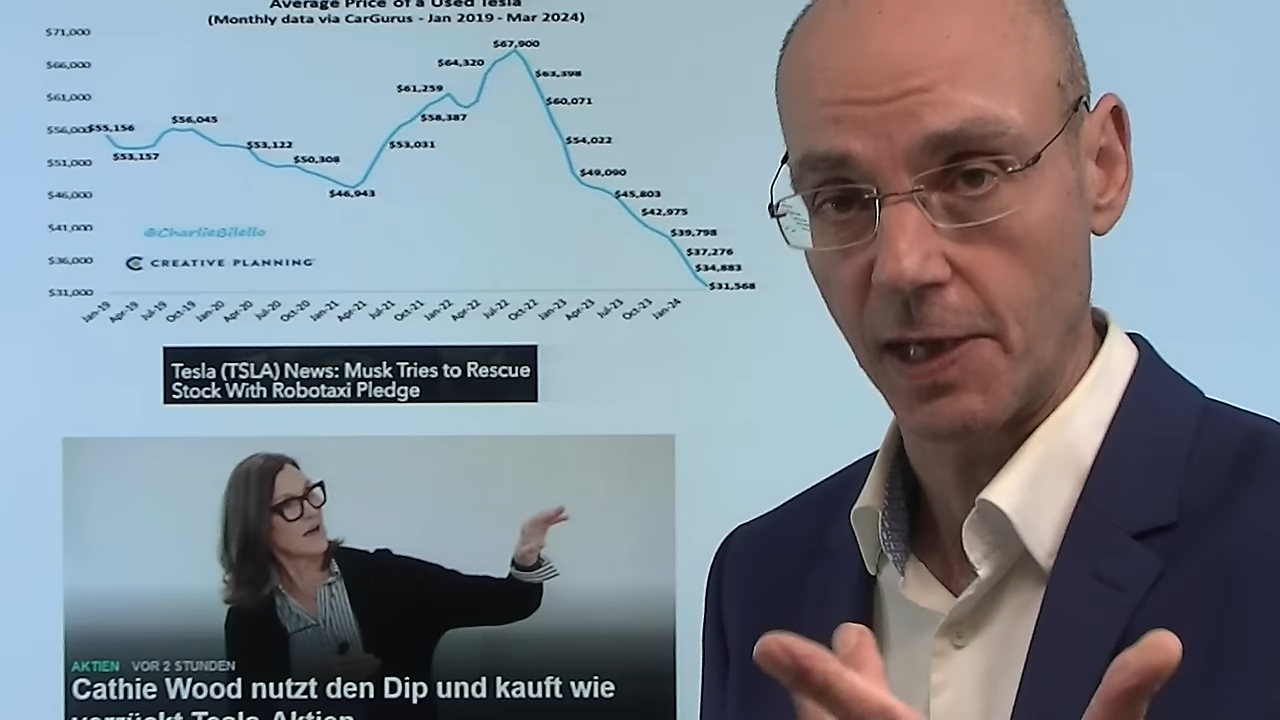 Average Price of a Used Tesla
(Monthly data via CarGurus - Jan 2019 - Mar 2024)
$71,000
$66,000
$61,000
$56,000
$51,000
$46,000
$41,000
$36,000
$31,000
$55,156
$53,157
$56,045
$53,122
$50,308
$46,943
$53,031
$61,259
$58,387
$64,320
$67,900
$63,398
$60,071
$54,022
$49,090
$45,803
$42,975
$39,798
$37,276
$34,883
$31,568
@CharlieBilello
CREATIVE PLANNING
Jan-19
Apr-19
Jul-19
Oct-19
Jan-20
Apr-20
Jul-20
Oct-20
Jan-21
Apr-21
Jul-21
Oct-21
Jan-22
Apr-22
Jul-22
Oct-22
Jan-23
Apr-23
Jul-23
Oct-23
Jan-24
Tesla (TSLA) News: Musk Tries to Rescue
Stock With Robotaxi Pledge
AKTIEN VOR 2 STUNDEN
Cathie Wood nutzt den Dip und kauft wie
verzückt Tesla-Aktien